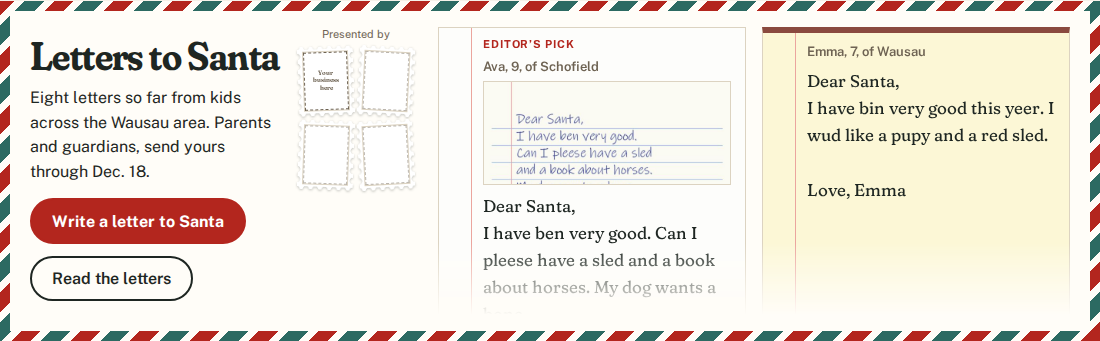 Letters to Santa
Eight letters so far from kids
across the Wausau area. Parents
and guardians, send yours
through Dec. 18.
Write a letter to Santa
Read the letters
Presented by
Your
business
here
EDITOR'S PICK
Ava, 9, of Schofield
Dear Santa,
I have ben very good.
Can I pleese have a sled
and a book about horses.
Dear Santa,
I have ben very good. Can I
pleese have a sled and a book
about horses. My dog wants a
Emma, 7, of Wausau
Dear Santa,
I have bin very good this yeer. I
wud like a pupy and a red sled.
Love, Emma